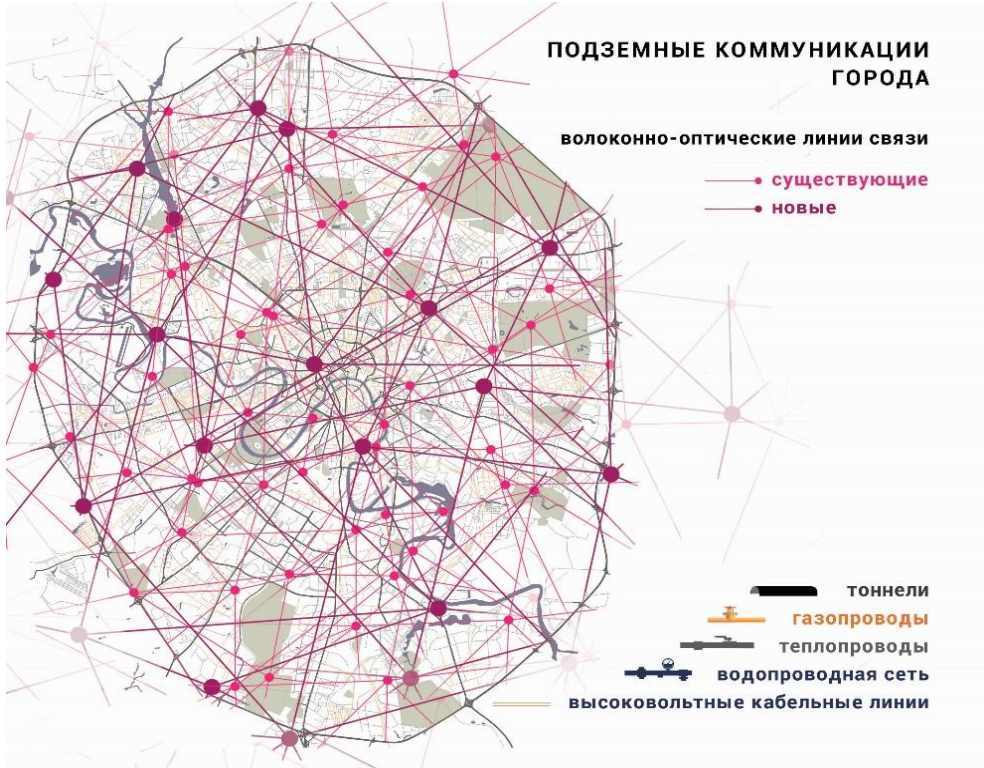 ПОДЗЕМНЫЕ КОММУНИКАЦИИ
ГОРОДА
волоконно-оптические линии связи
существующие
новые
тоннели
газопроводы
теплопроводы
водопроводная сеть
высоковольтные кабельные линии